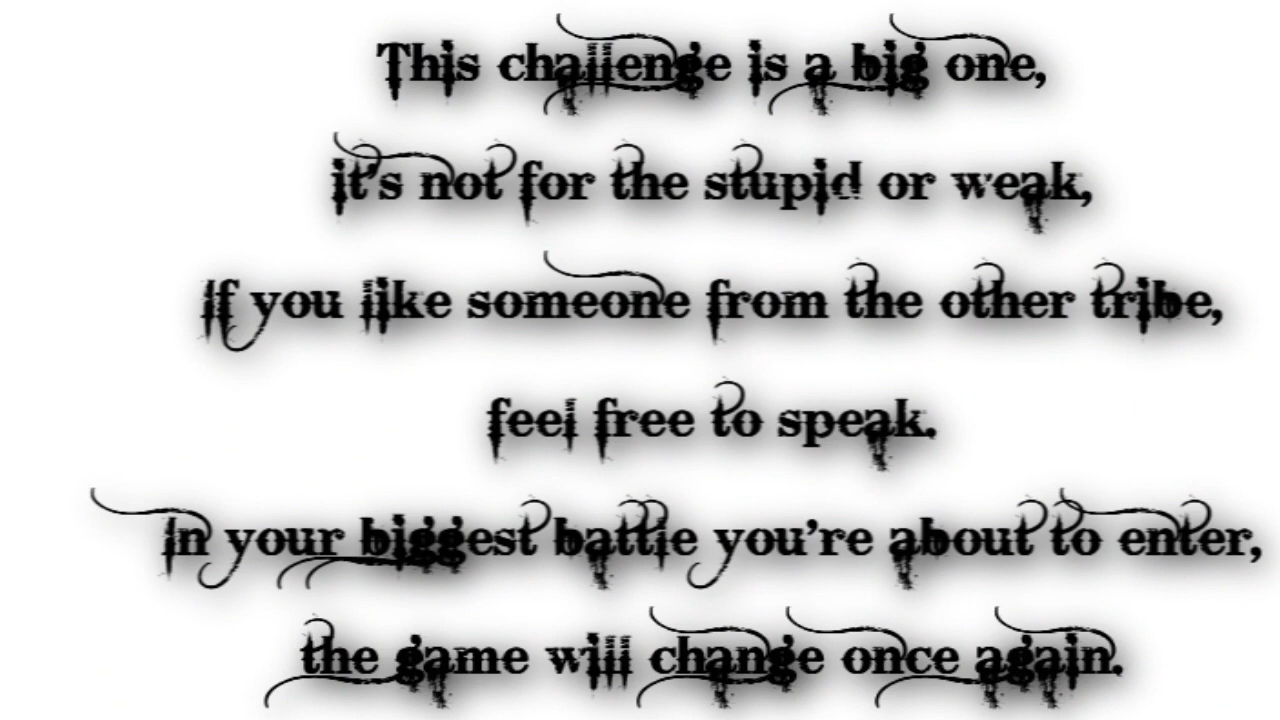 This challenge is a big one,
it's not for the stupid or weak,
If you like someone from the other tribe,
feel free to speak.
In your biggest battle you're about to enter,
the game will change once again.